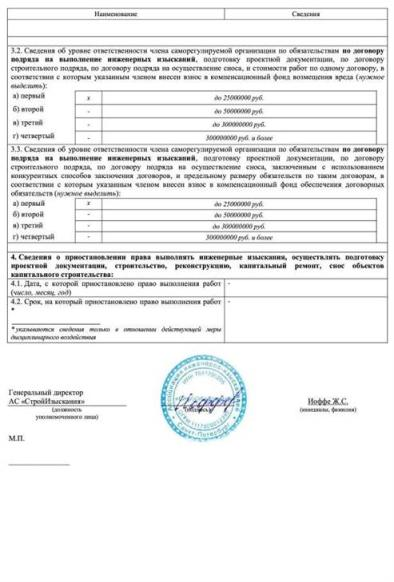 Наименование Сведения
3.2. Сведения об уровне ответственности члена саморегулируемой организации по обязательствам по договору
подряда на выполнение инженерных изысканий, подготовку проектной документации, по договору
строительного подряда, по договору подряда на осуществление сноса, и стоимости работ по одному договору, в
соответствии с которым указанным членом внесен взнос в компенсационный фонд возмещения вреда (нужное
выделить):
а) первый х до 25000000 руб.
б) второй - до 50000000 руб.
в) третий - до 300000000 руб.
г) четвертый - 300000000 руб. и более
3.3. Сведения об уровне ответственности члена саморегулируемой организации по обязательствам по договору
подряда на выполнение инженерных изысканий, подготовку проектной документации, по договору
строительного подряда, по договору подряда на осуществление сноса, заключенным с использованием
конкурентных способов заключения договоров, и предельному размеру обязательств по таким договорам, в
соответствии с которым указанным членом внесен взнос в компенсационный фонд обеспечения договорных
обязательств (нужное выделить):
а) первый х до 25000000 руб.
б) второй - до 50000000 руб.
в) третий - до 300000000 руб.
г) четвертый - 300000000 руб. и более
4. Сведения о приостановлении права выполнять инженерные изыскания, осуществлять подготовку
проектной документации, строительство, реконструкцию, капитальный ремонт, снос объектов
капитального строительства:
4.1. Дата, с которой приостановлено право выполнения работ -
(число, месяц, год)
4.2. Срок, на который приостановлено право выполнения работ -
*
*указываются сведения только в отношении действующей меры
дисциплинарного воздействия
Генеральный директор
АС «СтройИзыскания» Иоффе Ж.С.
(должность (подпись) (инициалы, фамилия)
уполномоченного лица)
М.П.
Санкт-Петербург